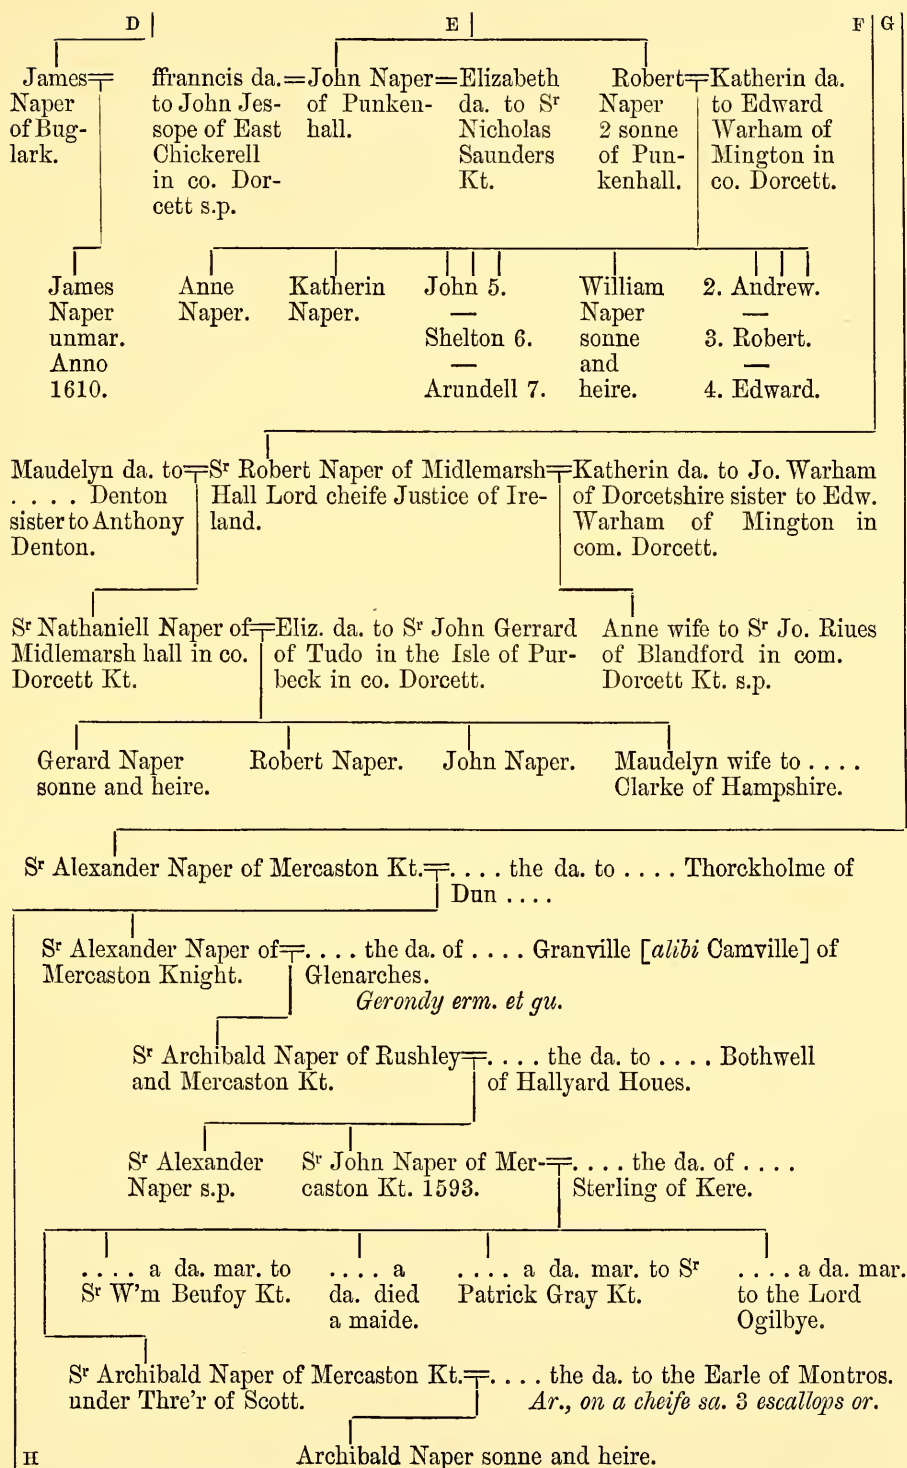 D E F G
James
Naper
of Bug-
lark.
ffranncis da.
to John Jes-
sope of East
Chickerell
in co. Dor-
cett s.p.
=John Naper=
of Punken-
hall.
Elizabeth
da. to Sʳ
Nicholas
Saunders
Kt.
Robert
Naper
2 sonne
of Pun-
kenhall.
Katherin da.
to Edward
Warham of
Mington in
co. Dorcett.
James
Naper
unmar.
Anno
1610.
Anne
Naper.
Katherin
Naper.
John 5.
—
Shelton 6.
—
Arundell 7.
William
Naper
sonne
and
heire.
2. Andrew.
—
3. Robert.
—
4. Edward.
Maudelyn da. to
. . . . Denton
sister to Anthony
Denton.
Sʳ Robert Naper of Midlemarsh
Hall Lord cheife Justice of Ire-
land.
Katherin da. to Jo. Warham
of Dorcetshire sister to Edw.
Warham of Mington in
com. Dorcett.
Sʳ Nathaniell Naper of
Midlemarsh hall in co.
Dorcett Kt.
Eliz. da. to Sʳ John Gerrard
of Tudo in the Isle of Pur-
beck in co. Dorcett.
Anne wife to Sʳ Jo. Riues
of Blandford in com.
Dorcett Kt. s.p.
Gerard Naper
sonne and heire.
Robert Naper.
John Naper.
Maudelyn wife to . . . .
Clarke of Hampshire.
Sʳ Alexander Naper of Mercaston Kt.
. . . . the da. to . . . . Thorckholme of
Dun . . . .
Sʳ Alexander Naper of
Mercaston Knight.
. . . . the da. of . . . . Granville [alibi Camville] of
Glenarches.
Gerondy erm. et gu.
Sʳ Archibald Naper of Rushley
and Mercaston Kt.
. . . . the da. to . . . . Bothwell
of Hallyard Houes.
Sʳ Alexander
Naper s.p.
Sʳ John Naper of Mer-
caston Kt. 1593.
. . . . the da. of . . . .
Sterling of Kere.
. . . . a da. mar. to
Sʳ W'm Beufoy Kt.
. . . . a
da. died
a maide.
. . . . a da. mar. to Sʳ
Patrick Gray Kt.
. . . . a da. mar.
to the Lord
Ogilbye.
Sʳ Archibald Naper of Mercaston Kt.
under Thre'r of Scott.
. . . . the da. to the Earle of Montros.
Ar., on a cheife sa. 3 escallops or.
H
Archibald Naper sonne and heire.